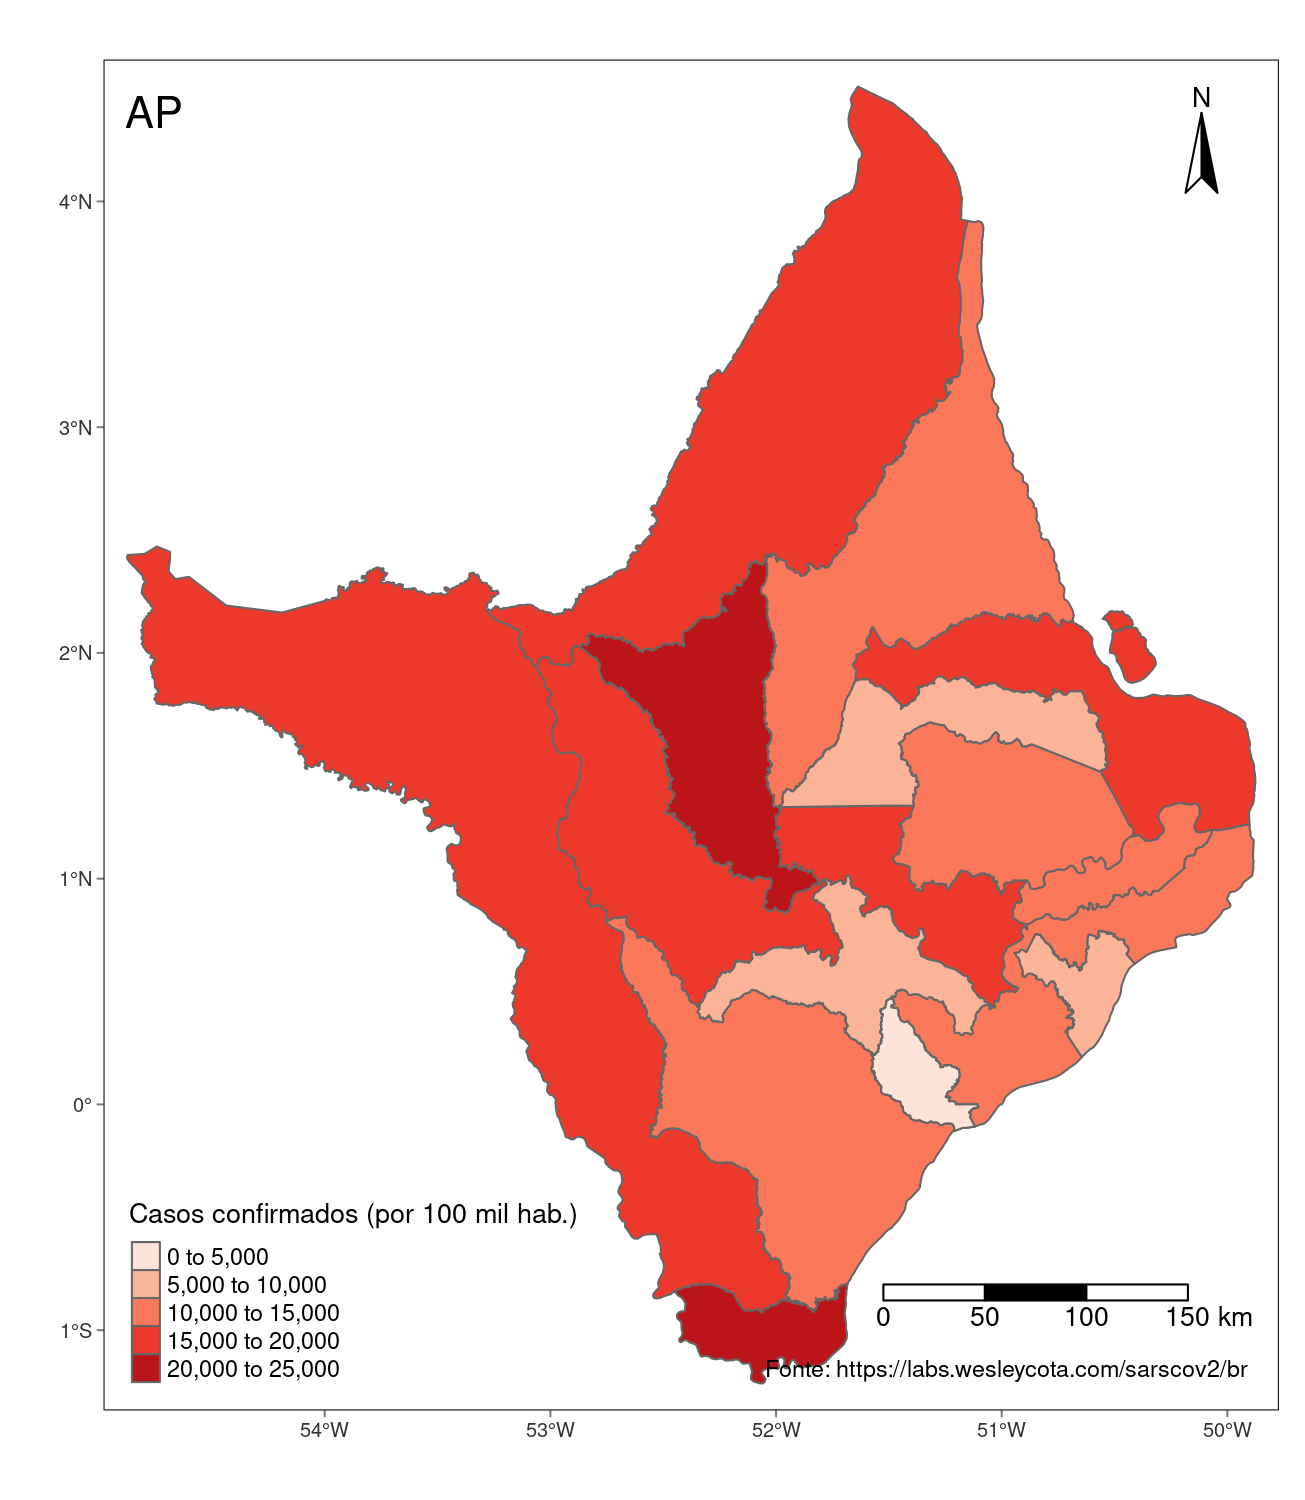 AP
N
4°N
3°N
2°N
1°N
0°
1°S
Casos confirmados (por 100 mil hab.)
0 to 5,000
5,000 to 10,000
10,000 to 15,000
15,000 to 20,000
20,000 to 25,000
0 50 100 150 km
Fonte: https://labs.wesleycota.com/sarscov2/br
54°W 53°W 52°W 51°W 50°W